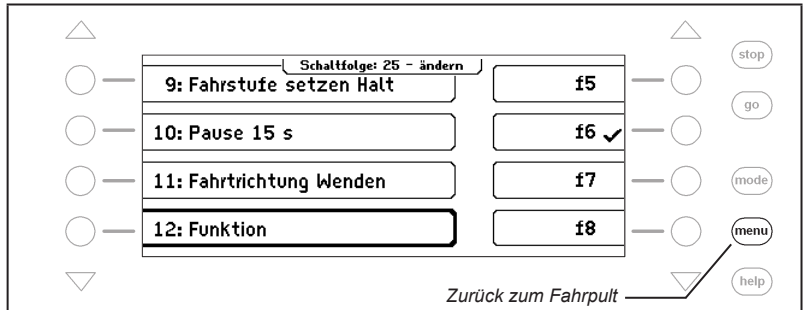 Schaltfolge: 25 - ändern
9: Fahrstufe setzen Halt
f5
10: Pause 15 s
f6
11: Fahrtrichtung Wenden
f7
12: Funktion
f8
stop
go
mode
menu
help
Zurück zum Fahrpult